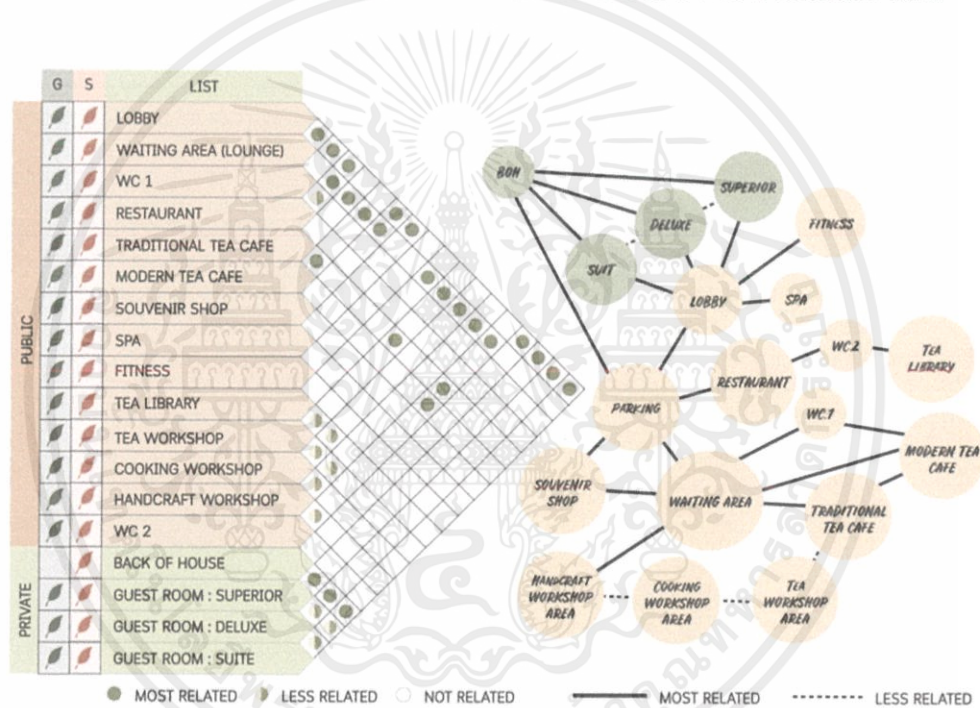 G S LIST
PUBLIC
LOBBY
WAITING AREA (LOUNGE)
WC 1
RESTAURANT
TRADITIONAL TEA CAFE
MODERN TEA CAFE
SOUVENIR SHOP
SPA
FITNESS
TEA LIBRARY
TEA WORKSHOP
COOKING WORKSHOP
HANDCRAFT WORKSHOP
WC 2
PRIVATE
BACK OF HOUSE
GUEST ROOM : SUPERIOR
GUEST ROOM : DELUXE
GUEST ROOM : SUITE
BOH
SUPERIOR
DELUXE
FITNESS
SUIT
LOBBY
SPA
WC.2
TEA
LIBRARY
RESTAURANT
PARKING
WC.1
MODERN TEA
CAFE
SOUVENIR
SHOP
WAITING AREA
TRADITIONAL
TEA CAFE
HANDCRAFT
WORKSHOP
AREA
COOKING
WORKSHOP
AREA
TEA
WORKSHOP
AREA
MOST RELATED LESS RELATED NOT RELATED MOST RELATED LESS RELATED